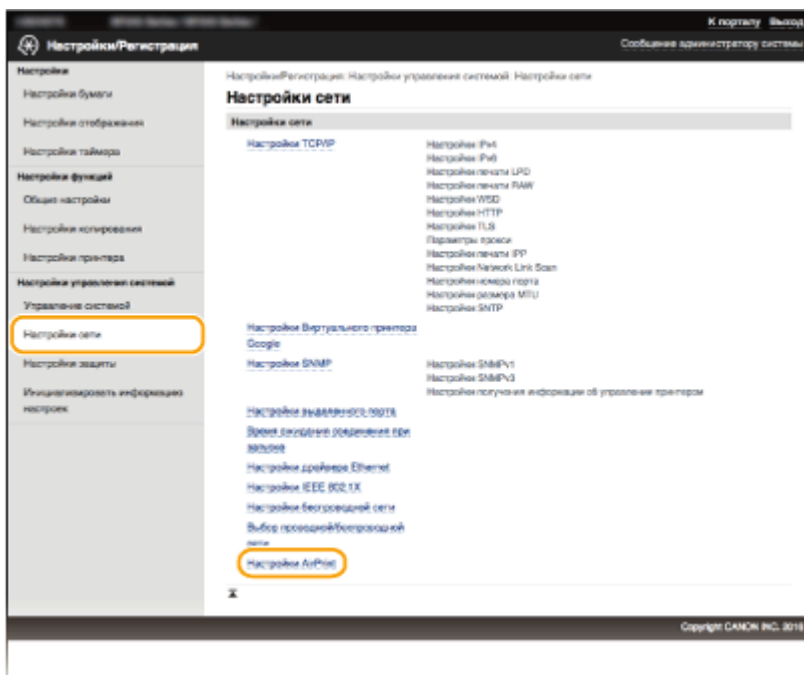 К порталу Выход
Настройки/Регистрация
Сообщение администратору системы
Настройки
Настройки бумаги
Настройки отображения
Настройки таймера
Настройки функций
Общие настройки
Настройки копирования
Настройки принтера
Настройки управления системой
Управление системой
Настройки сети
Настройки защиты
Инициализировать информацию
настроек
Настройки/Регистрация: Настройки управления системой: Настройки сети
Настройки сети
Настройки сети
Настройки TCP/IP
Настройки IPv4
Настройки IPv6
Настройки печати LPD
Настройки печати RAW
Настройки WSD
Настройки HTTP
Настройки TLS
Параметры прокси
Настройки печати IPP
Настройки Network Link Scan
Настройки номера порта
Настройки размера MTU
Настройки SNTP
Настройки Виртуального принтера
Google
Настройки SNMP
Настройки SNMPv1
Настройки SNMPv3
Настройки получения информации об управлении принтером
Настройки выделенного порта
Время ожидания соединения при
запуске
Настройки драйвера Ethernet
Настройки IEEE 802.1X
Настройки беспроводной сети
Выбор проводной/беспроводной
сети
Настройки AirPrint
Copyright CANON INC.